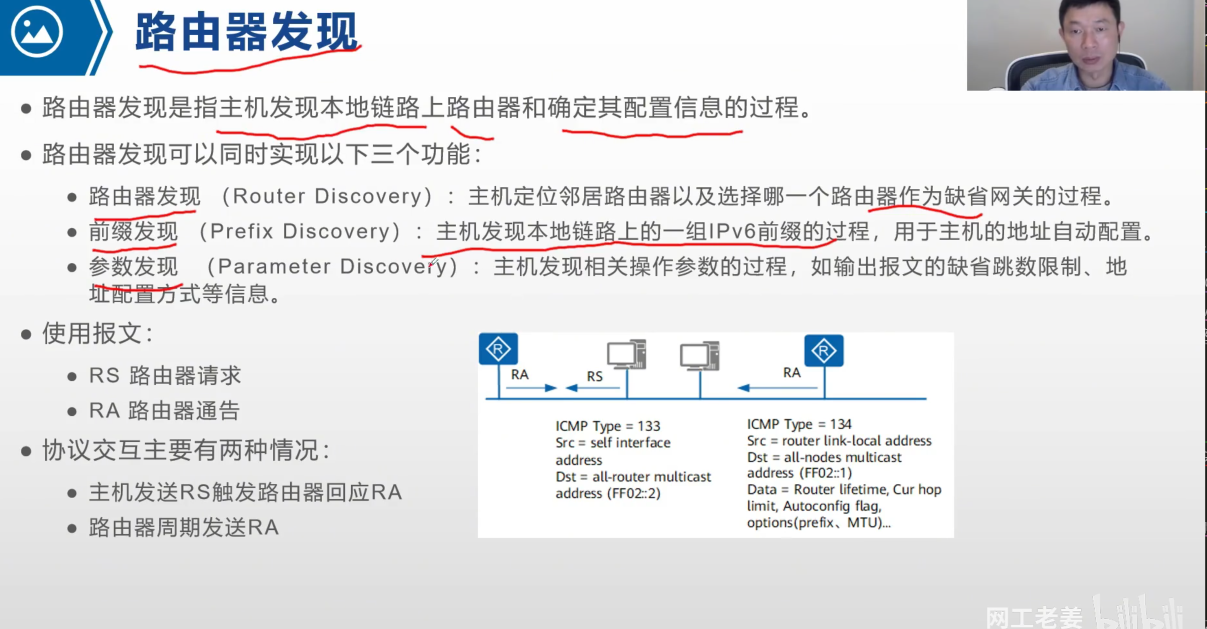 路由器发现
路由器发现是指主机发现本地链路上路由器和确定其配置信息的过程。
路由器发现可以同时实现以下三个功能：
路由器发现 （Router Discovery）：主机定位邻居路由器以及选择哪一个路由器作为缺省网关的过程。
前缀发现 （Prefix Discovery）：主机发现本地链路上的一组IPv6前缀的过程，用于主机的地址自动配置。
参数发现 （Parameter Discovery）：主机发现相关操作参数的过程，如输出报文的缺省跳数限制、地
址配置方式等信息。
使用报文：
RS 路由器请求
RA 路由器通告
协议交互主要有两种情况：
主机发送RS触发路由器回应RA
路由器周期发送RA
R
RA
RS
RA
R
ICMP Type = 133
Src = self interface
address
Dst = all-router multicast
address (FF02::2)
ICMP Type = 134
Src = router link-local address
Dst = all-nodes multicast
address (FF02::1)
Data = Router lifetime, Cur hop
limit, Autoconfig flag,
options(prefix、MTU)...
网工老姜 bilibili